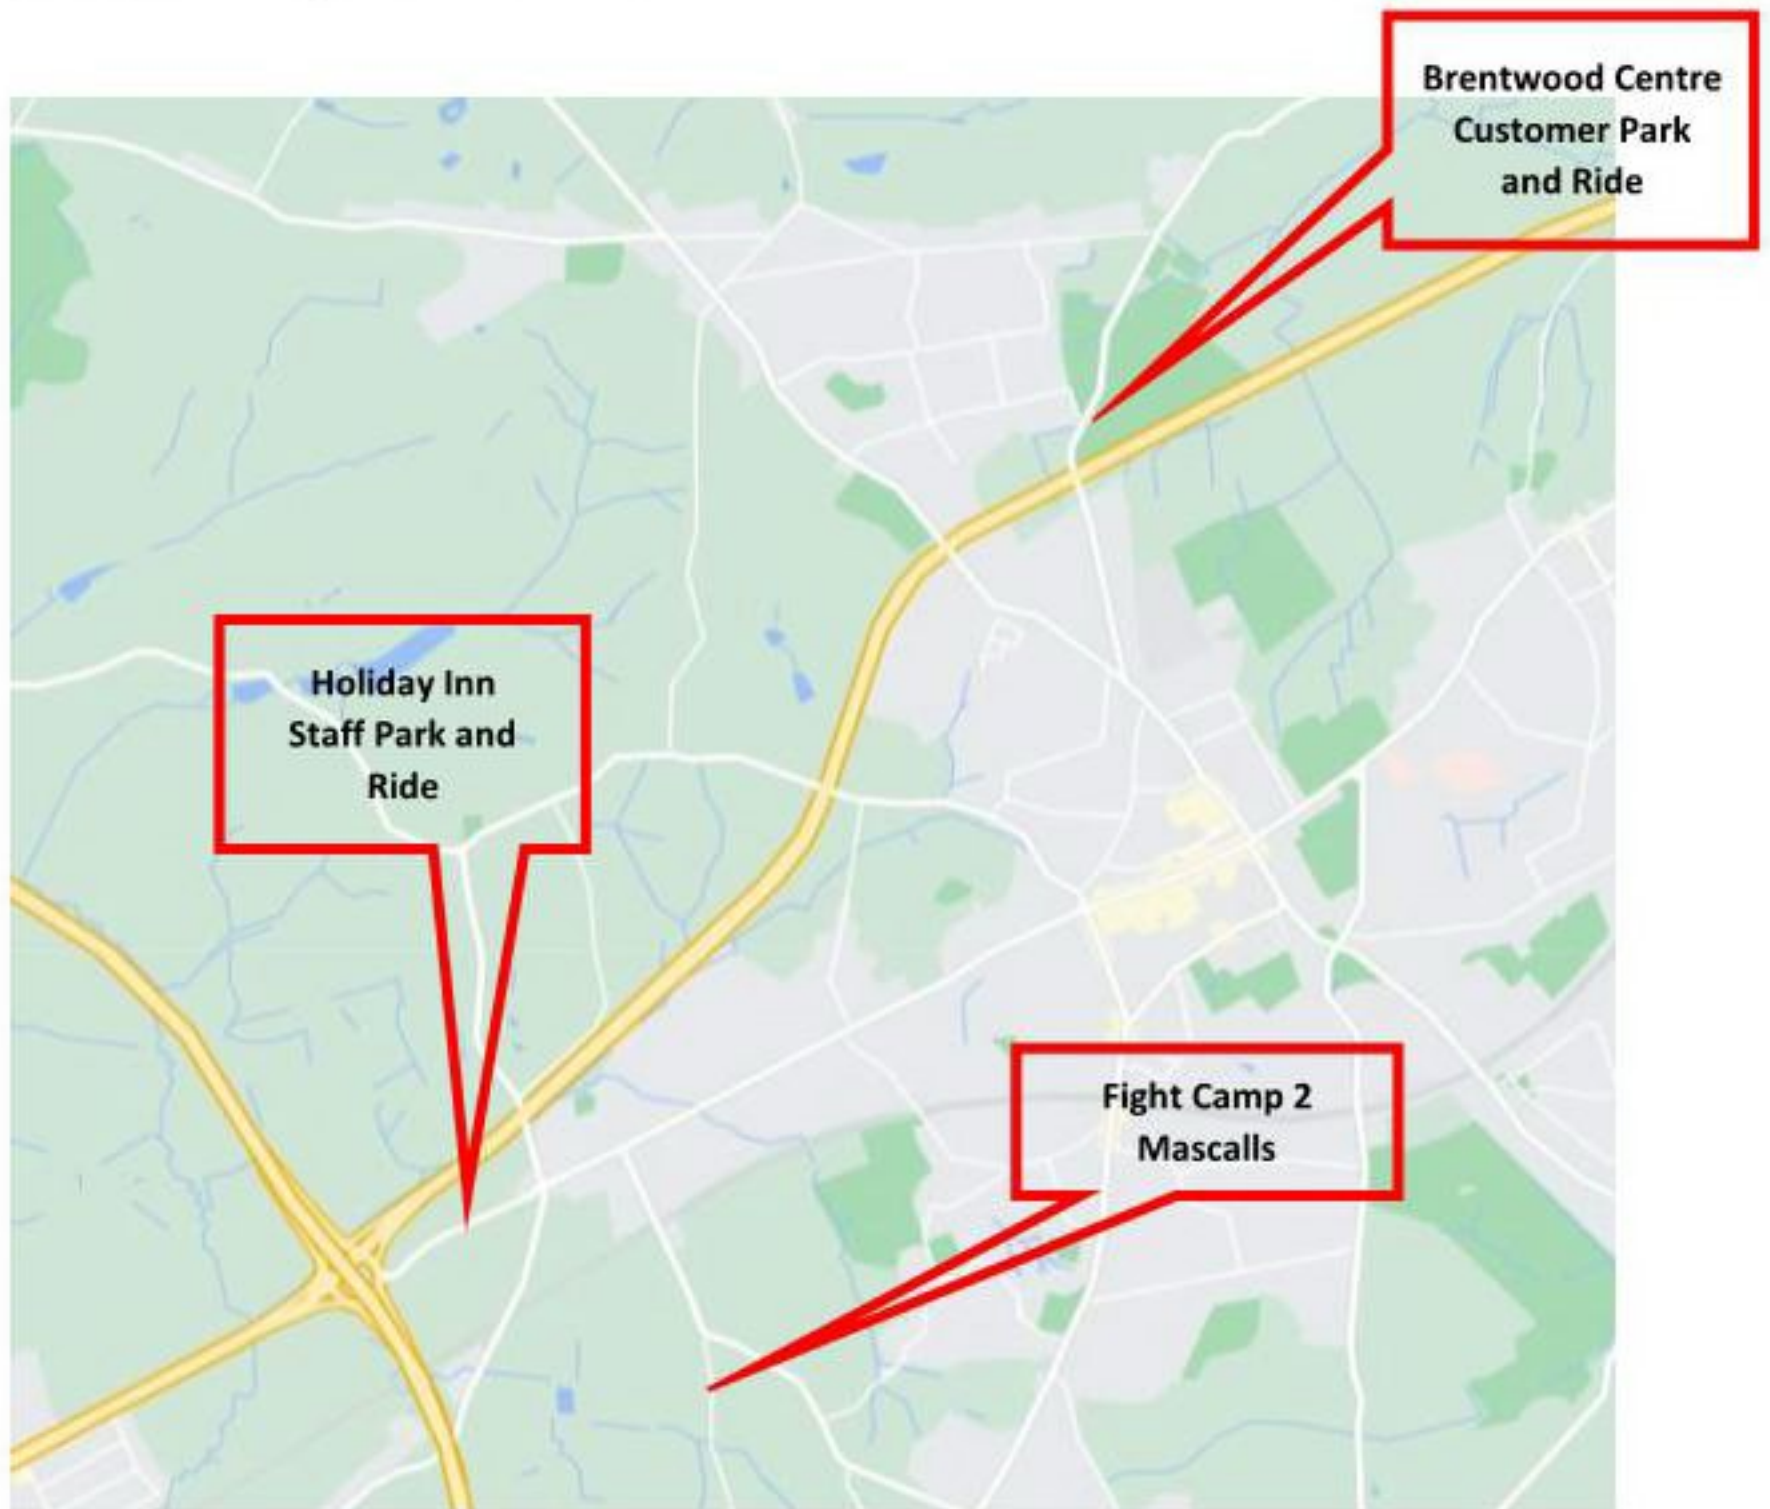 Brentwood Centre
Customer Park
and Ride
Holiday Inn
Staff Park and
Ride
Fight Camp 2
Mascalls